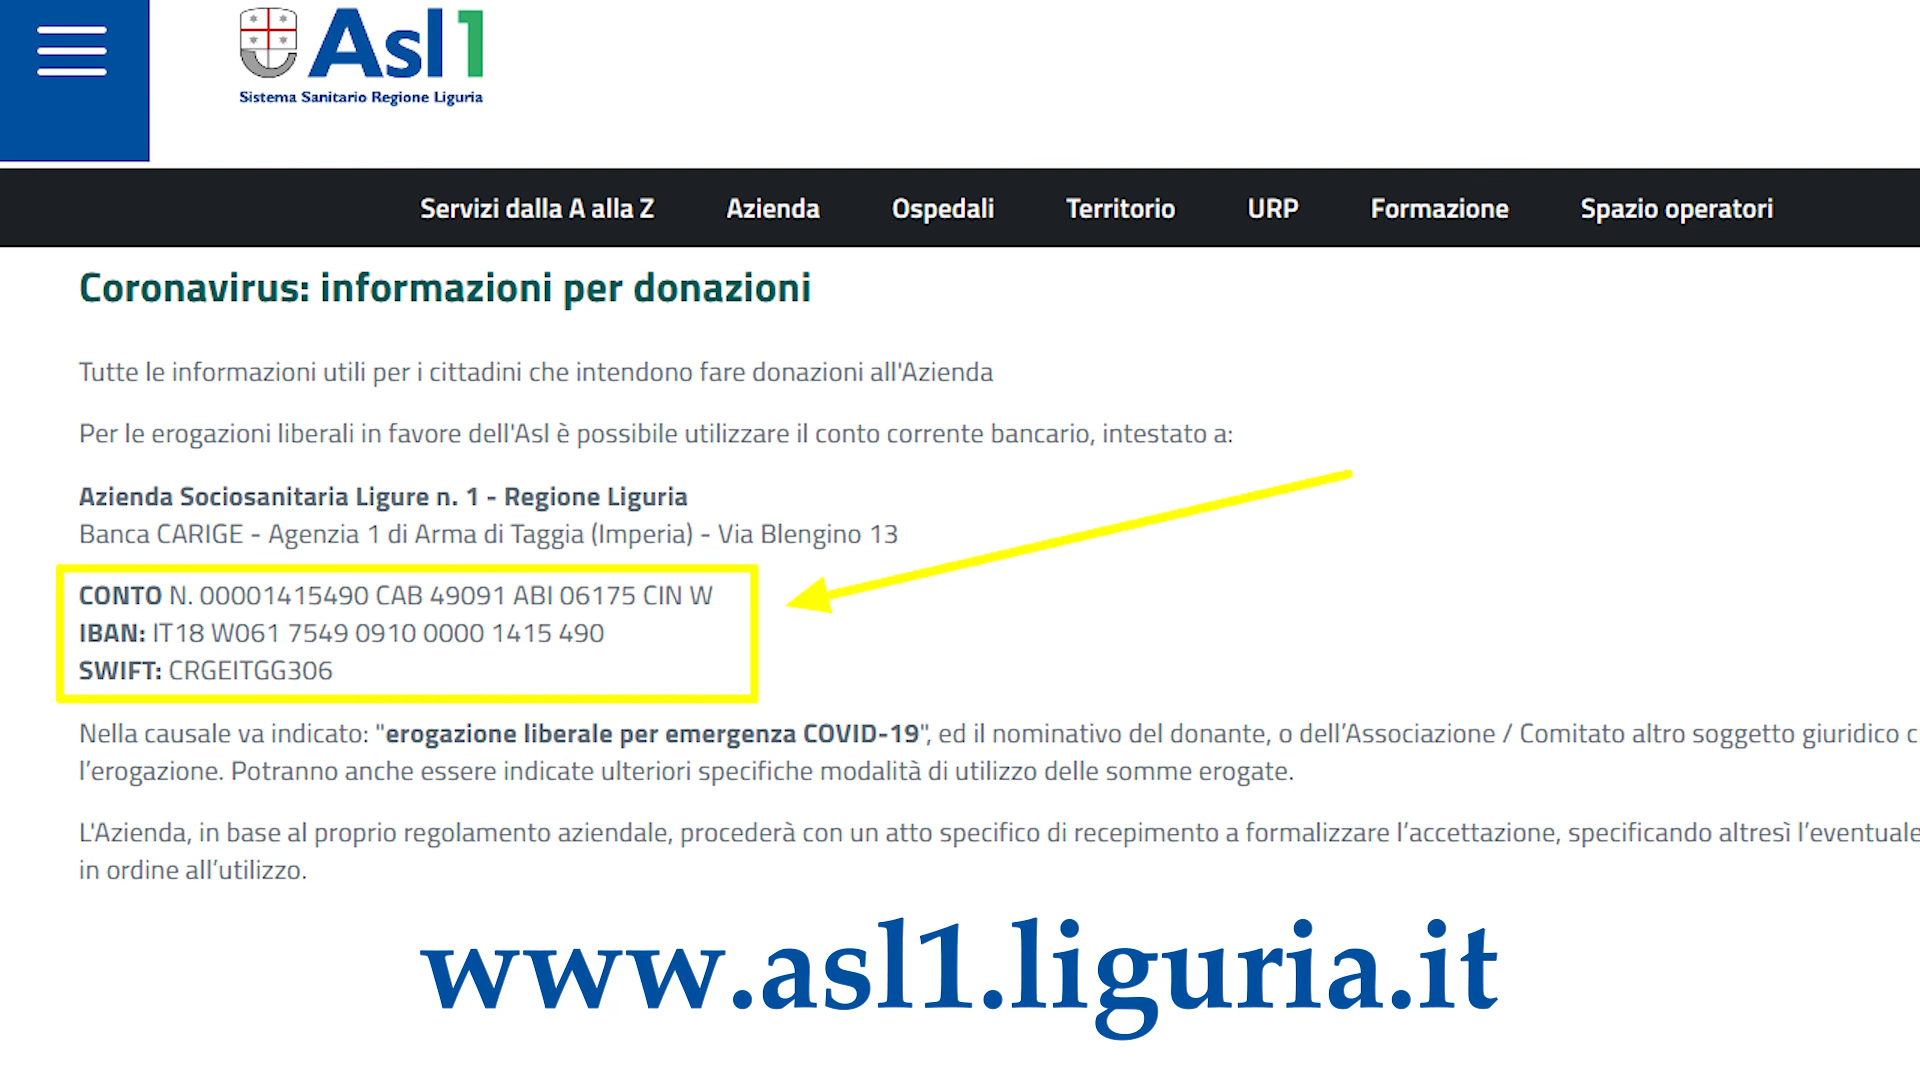 Asl1
Sistema Sanitario Regione Liguria
Servizi dalla A alla Z Azienda Ospedali Territorio URP Formazione Spazio operatori
Coronavirus: informazioni per donazioni
Tutte le informazioni utili per i cittadini che intendono fare donazioni all'Azienda
Per le erogazioni liberali in favore dell'Asl è possibile utilizzare il conto corrente bancario, intestato a:
Azienda Sociosanitaria Ligure n. 1 - Regione Liguria
Banca CARIGE - Agenzia 1 di Arma di Taggia (Imperia) - Via Blengino 13
CONTO N. 00001415490 CAB 49091 ABI 06175 CIN W
IBAN: IT18 W061 7549 0910 0000 1415 490
SWIFT: CRGEITGG306
Nella causale va indicato: "erogazione liberale per emergenza COVID-19", ed il nominativo del donante, o dell’Associazione / Comitato altro soggetto giuridico c
l’erogazione. Potranno anche essere indicate ulteriori specifiche modalità di utilizzo delle somme erogate.
L'Azienda, in base al proprio regolamento aziendale, procederà con un atto specifico di recepimento a formalizzare l’accettazione, specificando altresì l’eventuale
in ordine all’utilizzo.
www.asl1.liguria.it